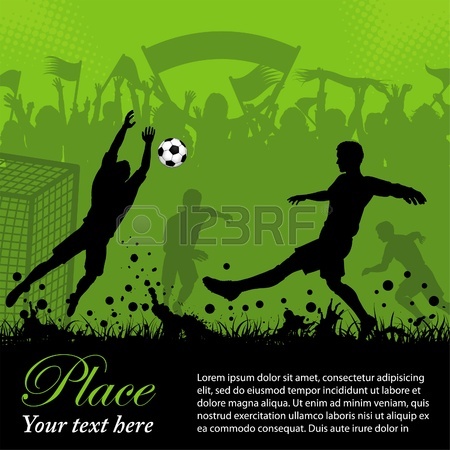 123RF
Place
Your text here
Lorem ipsum dolor sit amet, consectetur
adipisicing elit, sed do eiusmod tempor
incididunt ut labore et dolore magna
aliqua. Ut enim ad minim veniam, quis
nostrud exercitation ullamco laboris
nisi ut aliquip ex ea commodo
consequat. Duis aute irure dolor in